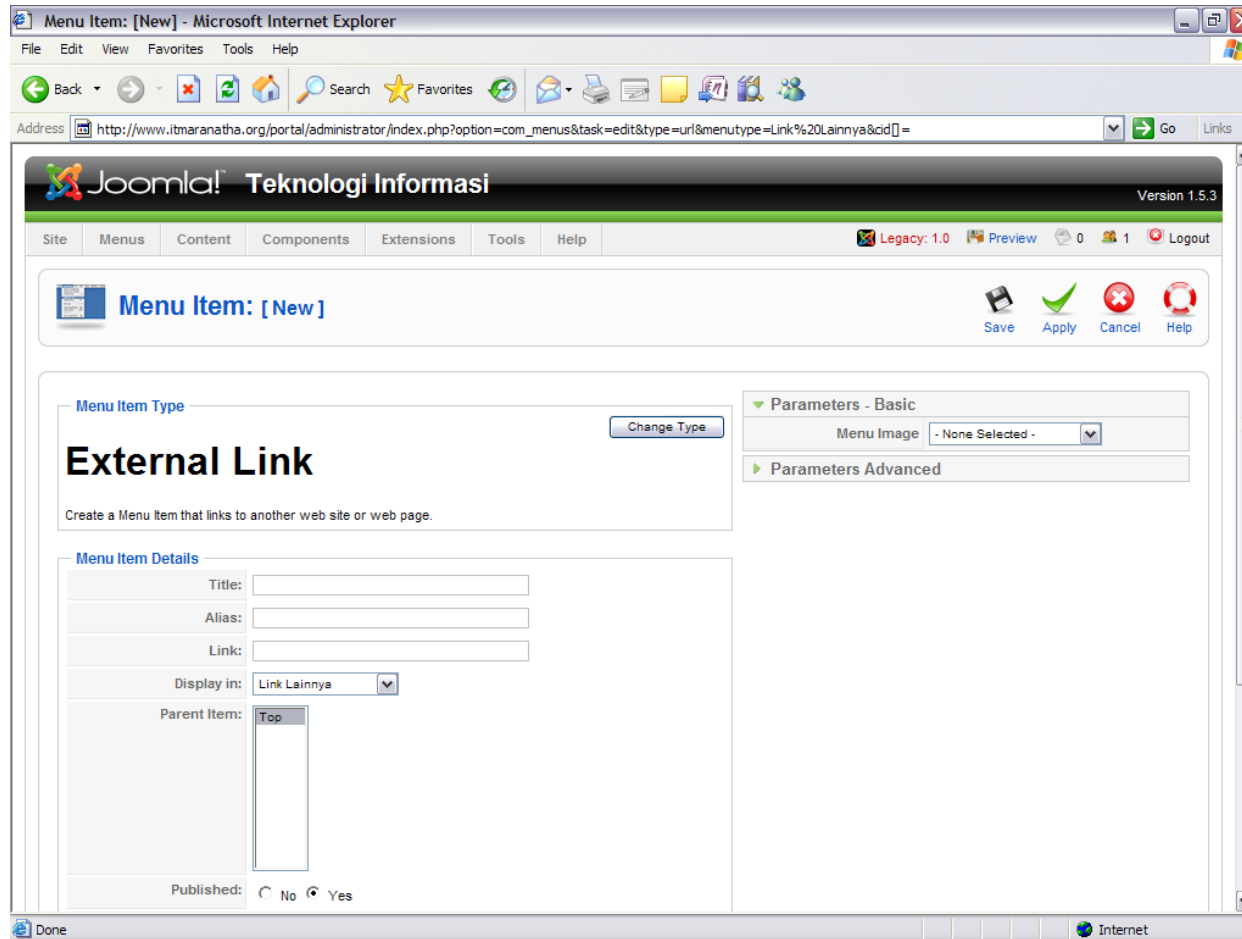 Menu Item: [New] - Microsoft Internet Explorer
File Edit View Favorites Tools Help
Back Search Favorites
Address http://www.itmaranatha.org/portal/administrator/index.php?option=com_menus&task=edit&type=url&menutype=Link%20Lainnya&cid[]= Go Links
Joomla! Teknologi Informasi
Version 1.5.3
Site Menus Content Components Extensions Tools Help Legacy: 1.0 Preview 0 1 Logout
Menu Item: [ New ]
Save Apply Cancel Help
Menu Item Type
Change Type
External Link
Create a Menu Item that links to another web site or web page.
Menu Item Details
Title:
Alias:
Link:
Display in: Link Lainnya
Parent Item: Top
Published: No Yes
Parameters - Basic
Menu Image - None Selected -
Parameters Advanced
Done Internet